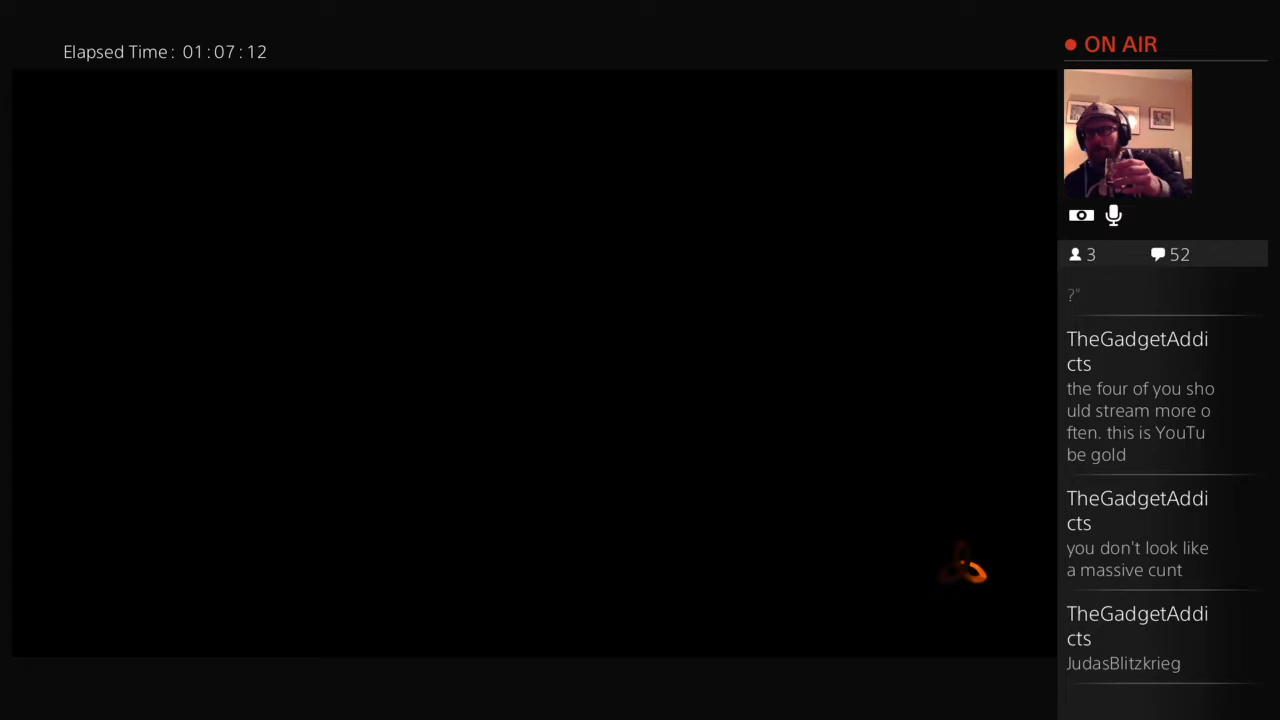 Elapsed Time: 01:07:12
ON AIR
3 52
?"
TheGadgetAddi
cts
the four of you sho
uld stream more o
ften. this is YouTu
be gold
TheGadgetAddi
cts
you don't look like
a massive cunt
TheGadgetAddi
cts
JudasBlitzkrieg